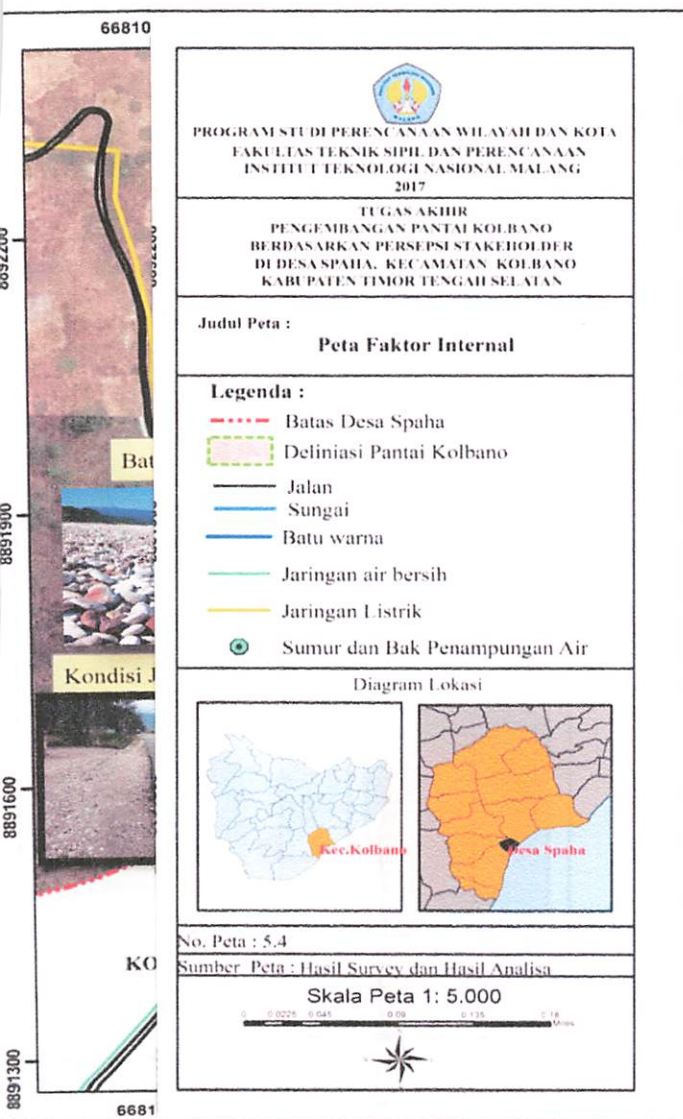 66810
8892200
8891900
8891600
8891300
Bat
Kondisi J
KO
6681
PROGRAM STUDI PERENCANAAN WILAYAH DAN KOTA
FAKULTAS TEKNIK SIPIL DAN PERENCANAAN
INSTITUT TEKNOLOGI NASIONAL MALANG
2017
TUGAS AKHIR
PENGEMBANGAN PANTAI KOLBANO
BERDASARKAN PERSEPSI STAKEHOLDER
DI DESA SPAHA, KECAMATAN KOLBANO
KABUPATEN TIMOR TENGAH SELATAN
Judul Peta :
Peta Faktor Internal
Legenda :
Batas Desa Spaha
Deliniasi Pantai Kolbano
Jalan
Sungai
Batu warna
Jaringan air bersih
Jaringan Listrik
Sumur dan Bak Penampungan Air
Diagram Lokasi
Kec.Kolbano
Desa Spaha
No. Peta : 5.4
Sumber Peta : Hasil Survey dan Hasil Analisa
Skala Peta 1: 5.000
0 0.0225 0.045 0.09 0.135 0.18
Miles